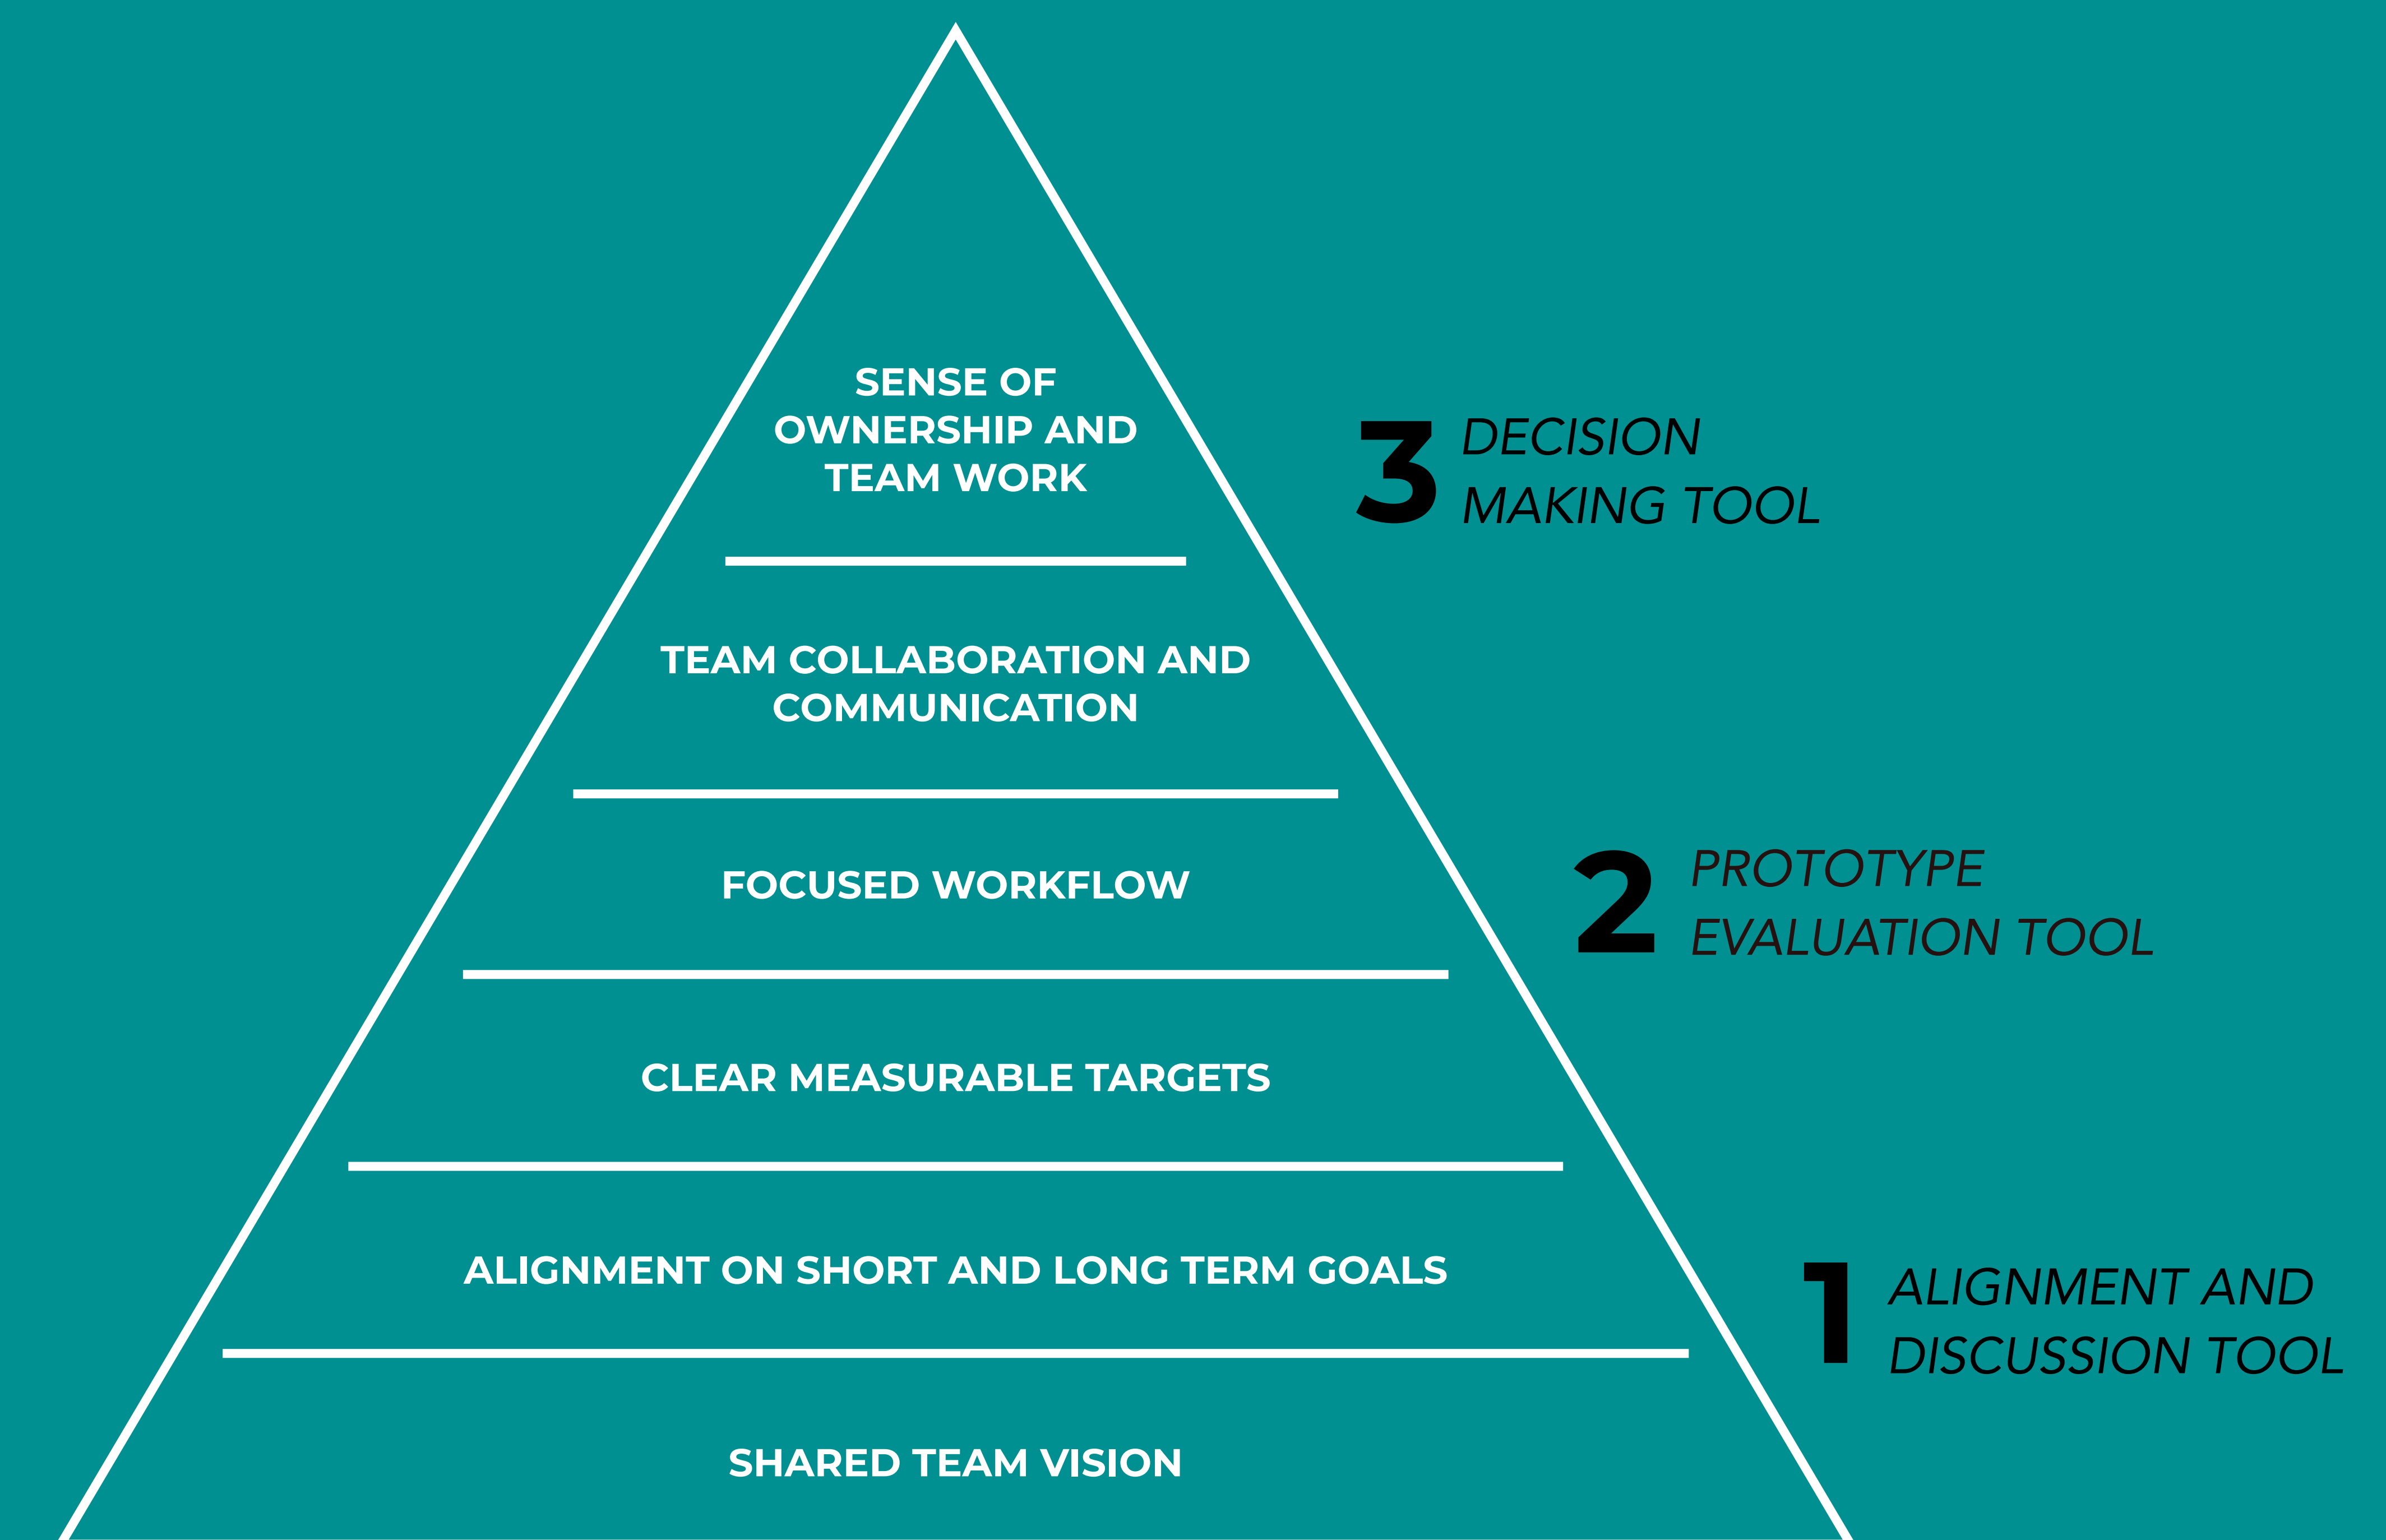 SENSE OF
OWNERSHIP AND
TEAM WORK
3
DECISION
MAKING TOOL
TEAM COLLABORATION AND
COMMUNICATION
FOCUSED WORKFLOW
2
PROTOTYPE
EVALUATION TOOL
CLEAR MEASURABLE TARGETS
ALIGNMENT ON SHORT AND LONG TERM GOALS
1
ALIGNMENT AND
DISCUSSION TOOL
SHARED TEAM VISION